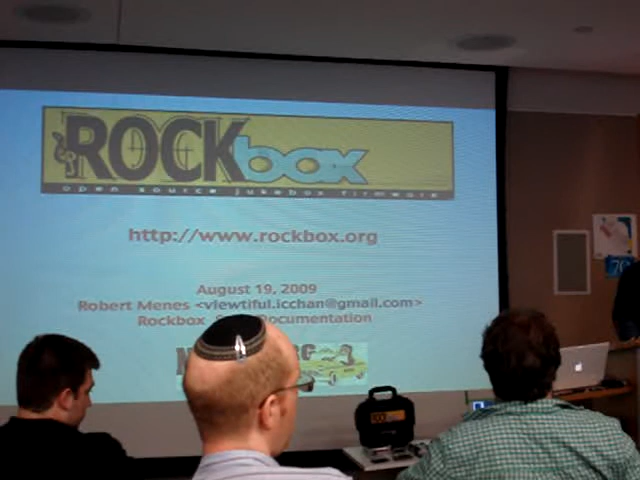 ROCKbox
open source jukebox firmware
http://www.rockbox.org
August 19, 2009
Robert Menes <viewtiful.icchan@gmail.com>
Rockbox Documentation